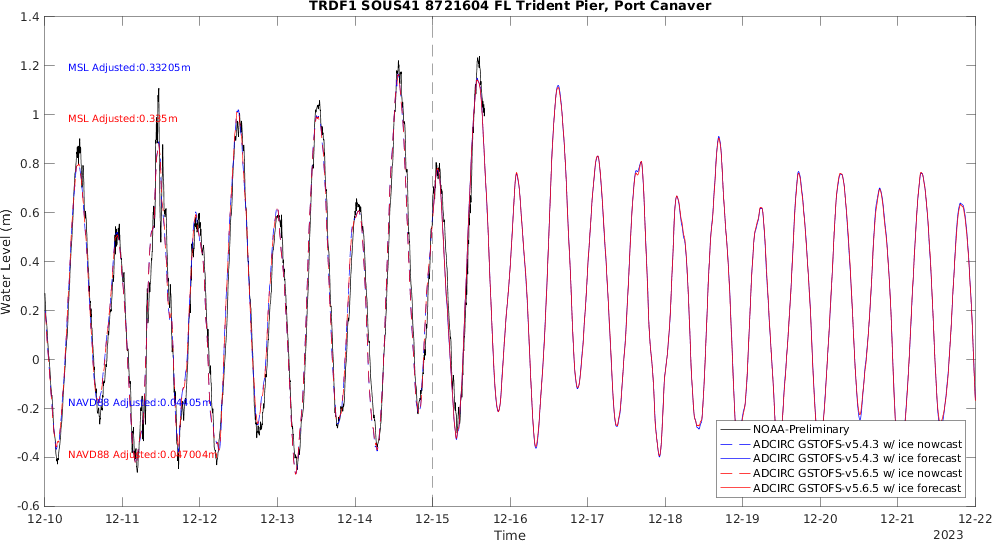 TRDF1 SOUS41 8721604 FL Trident Pier, Port Canaver
Water Level (m)
1.4
1.2
1
0.8
0.6
0.4
0.2
0
-0.2
-0.4
-0.6
MSL Adjusted:0.33205m
MSL Adjusted:0.335m
NAVD88 Adjusted:0.04405m
NAVD88 Adjusted:0.047004m
NOAA-Preliminary
ADCIRC GSTOFS-v5.4.3 w/ ice nowcast
ADCIRC GSTOFS-v5.4.3 w/ ice forecast
ADCIRC GSTOFS-v5.6.5 w/ ice nowcast
ADCIRC GSTOFS-v5.6.5 w/ ice forecast
12-10 12-11 12-12 12-13 12-14 12-15 12-16 12-17 12-18 12-19 12-20 12-21 12-22
Time
2023